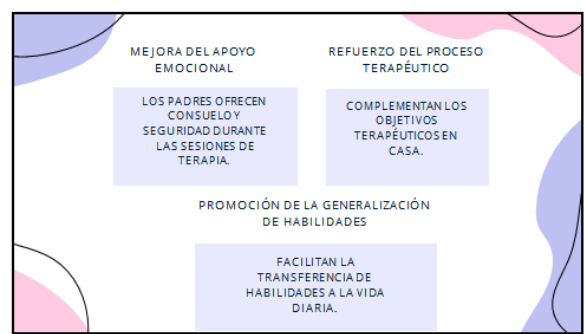 MEJORA DEL APOYO
EMOCIONAL
LOS PADRES OFRECEN
CONSUELO Y
SEGURIDAD DURANTE
LAS SESIONES DE
TERAPIA.
REFUERZO DEL PROCESO
TERAPÉUTICO
COMPLEMENTAN LOS
OBJETIVOS
TERAPÉUTICOS EN
CASA.
PROMOCIÓN DE LA GENERALIZACIÓN
DE HABILIDADES
FACILITAN LA
TRANSFERENCIA DE
HABILIDADES A LA VIDA
DIARIA.